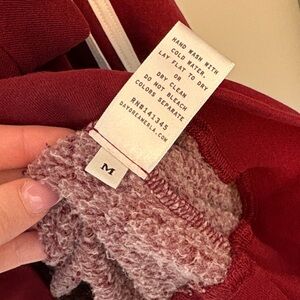 HAND WASH WITH
COLD WATER,
LAY FLAT TO DRY
OR
DRY CLEAN
DO NOT BLEACH
COLORS SEPARATE
RN#141345
DAYDREAMERLA.COM
M